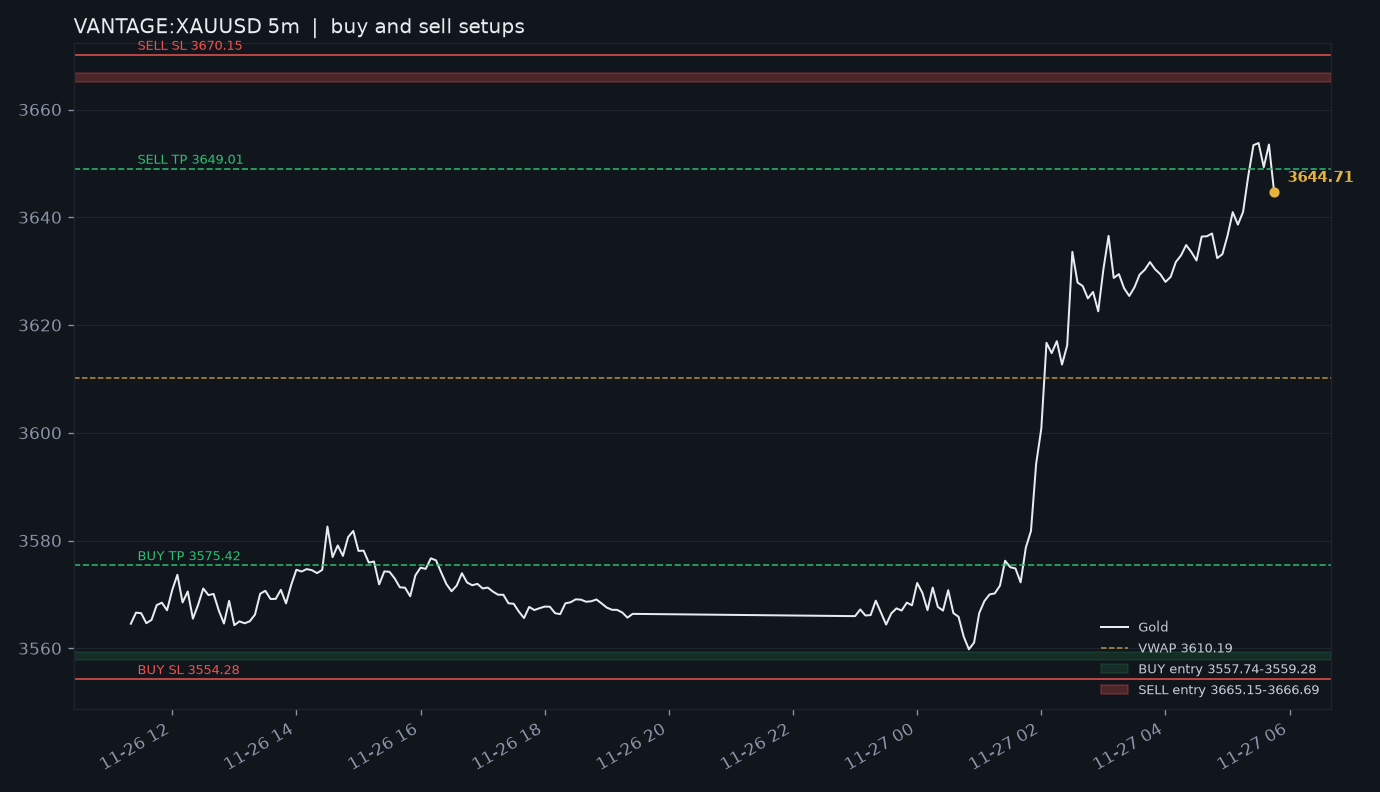 VANTAGE:XAUUSD 5m | buy and sell setups
SELL SL 3670.15
3660
SELL TP 3649.01
3644.71
3640
3620
3600
3580
BUY TP 3575.42
3560
BUY SL 3554.28
Gold
VWAP 3610.19
BUY entry 3557.74-3559.28
SELL entry 3665.15-3666.69
11-26 12
11-26 14
11-26 16
11-26 18
11-26 20
11-26 22
11-27 00
11-27 02
11-27 04
11-27 06